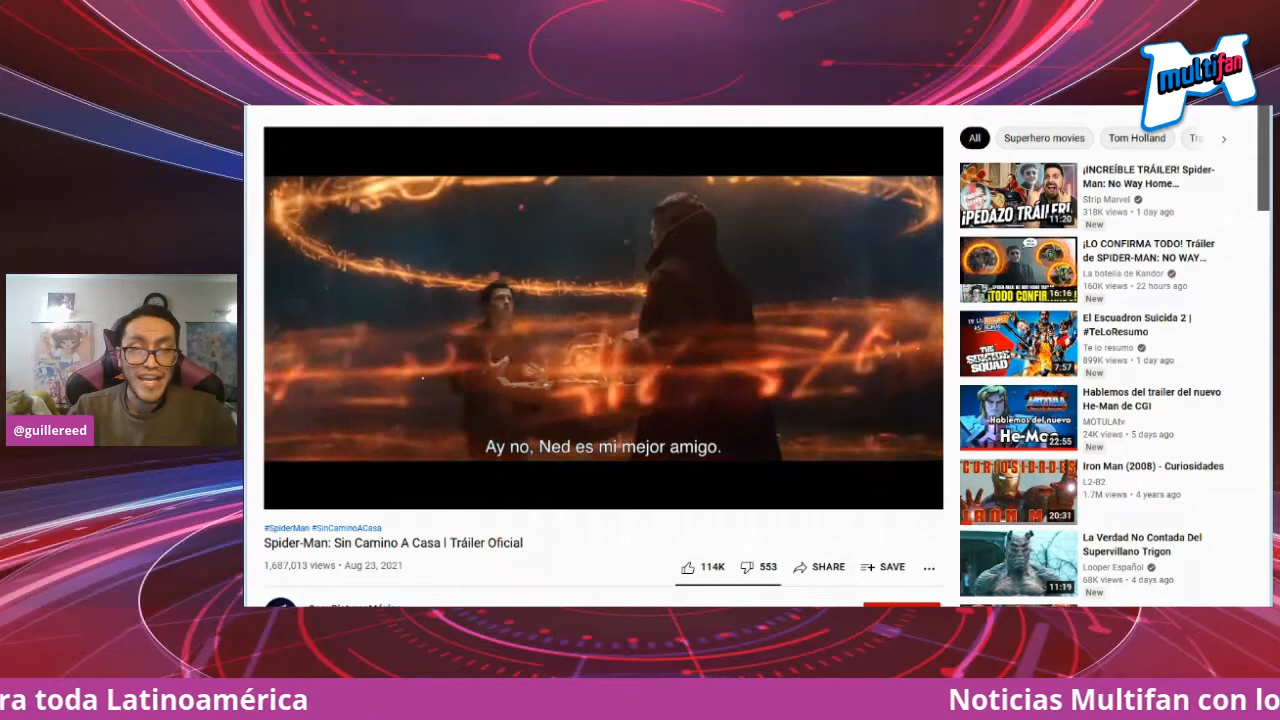 multifan
All
Superhero movies
Tom Holland
Tra
¡INCREÍBLE TRÁILER! Spider-
Man: No Way Home...
Strip Marvel
318K views • 1 day ago
New
¡PEDAZO TRÁILER!
11:20
¡LO CONFIRMA TODO! Tráiler
de SPIDER-MAN: NO WAY...
La botella de Kandor
160K views • 22 hours ago
New
16:16
El Escuadron Suicida 2 |
#TeLoResumo
Te lo resumo
899K views • 1 day ago
New
THE
SUICIDE
SQUAD
7:57
Hablemos del trailer del nuevo
He-Man de CGI
MOTULAtv
24K views • 5 days ago
New
Hablemos del nuevo
He-Man
22:55
Iron Man (2008) - Curiosidades
L2-B2
1.7M views • 4 years ago
CURIOSIDADES
IRON M
20:31
La Verdad No Contada Del
Supervillano Trigon
Looper Español
68K views • 4 days ago
New
11:19
@guillereed
Ay no, Ned es mi mejor amigo.
#SpiderMan #SinCaminoACasa
Spider-Man: Sin Camino A Casa | Tráiler Oficial
1,687,013 views • Aug 23, 2021
114K
553
SHARE
SAVE
ra toda Latinoamérica
Noticias Multifan con lo